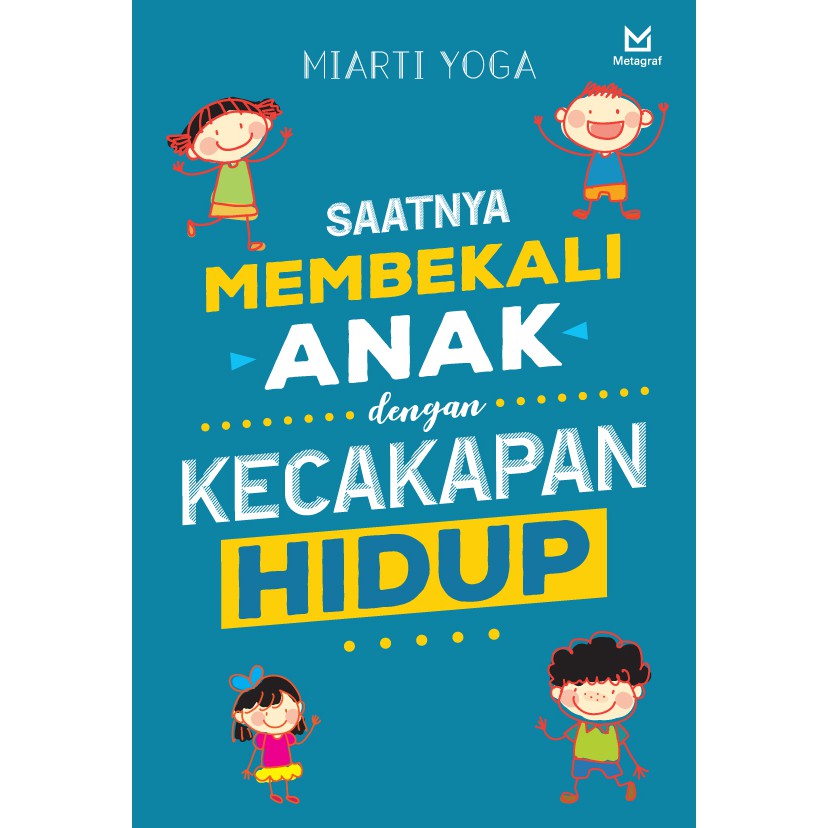 Metagraf
MIARTI YOGA
SAATNYA
MEMBEKALI
ANAK
dengan
KECAKAPAN
HIDUP